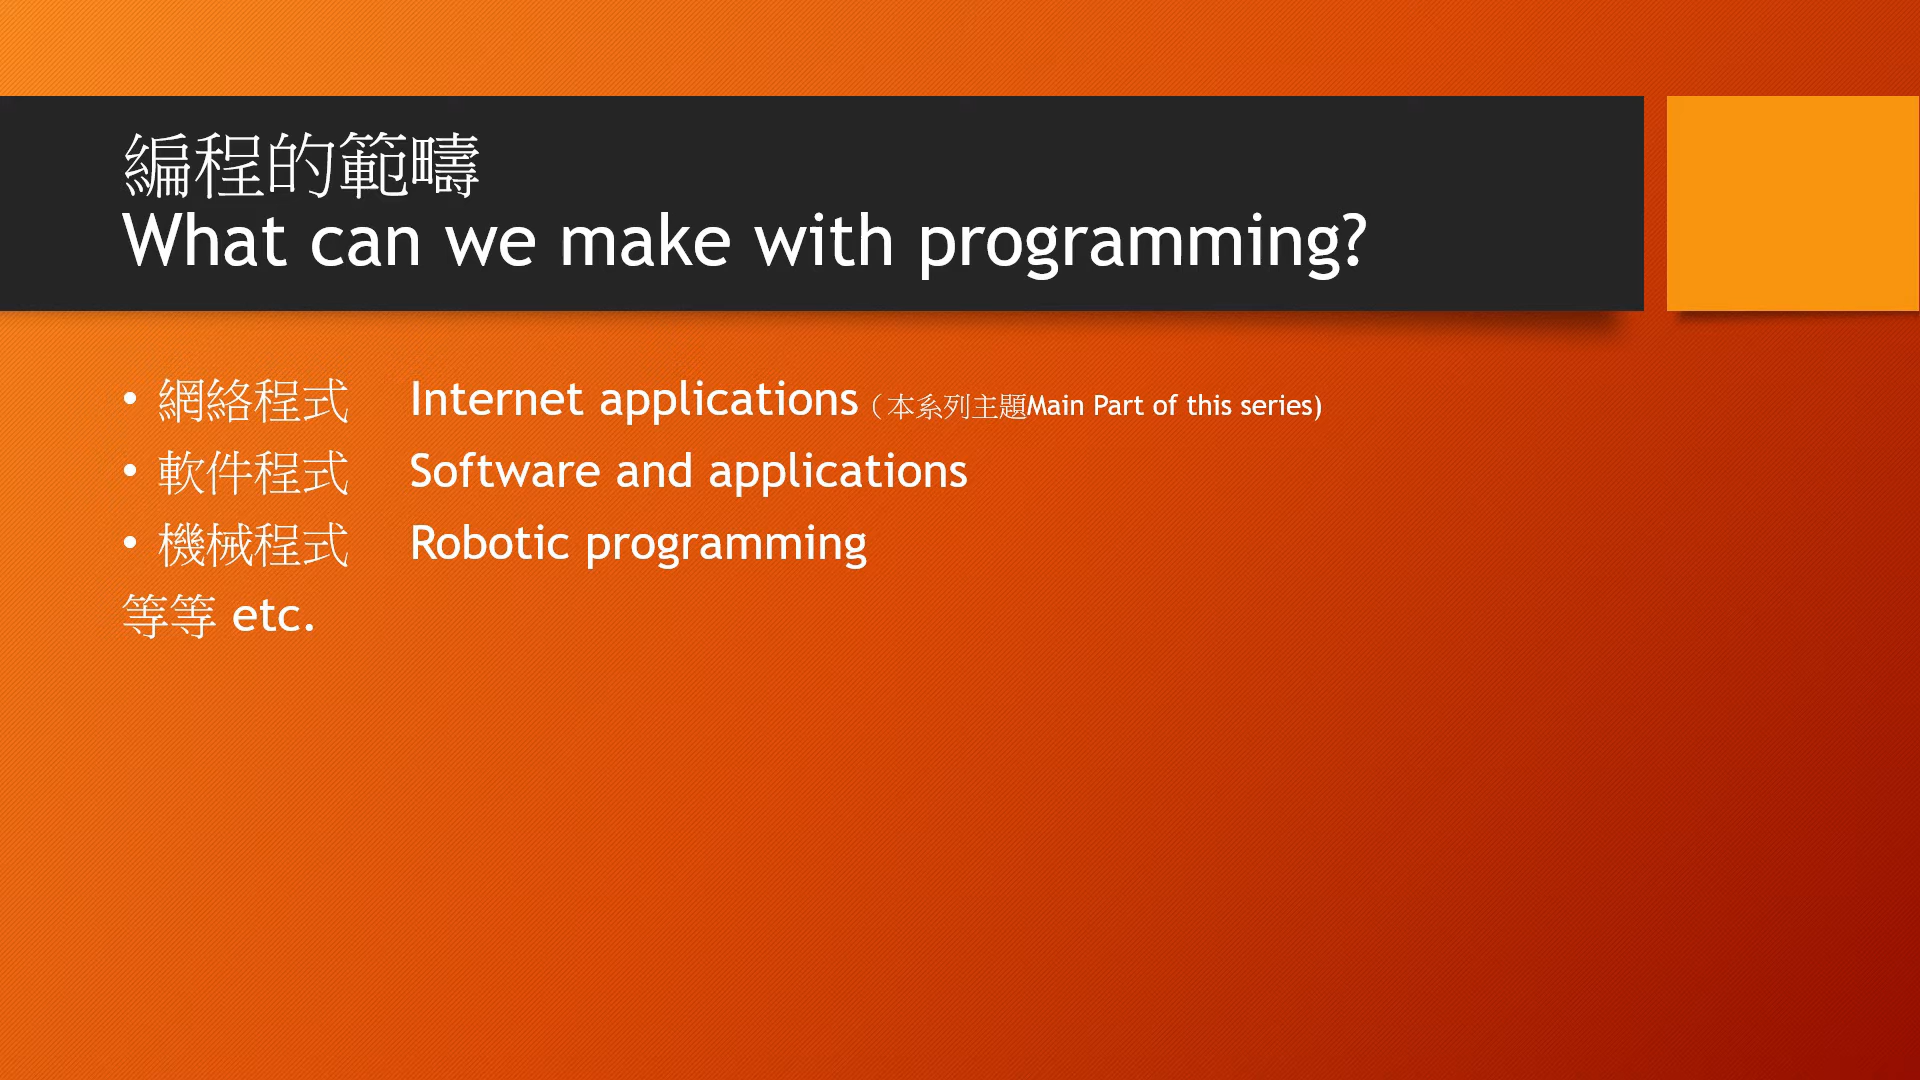 編程的範疇
What can we make with programming?
• 網絡程式 Internet applications（本系列主題Main Part of this series)
• 軟件程式 Software and applications
• 機械程式 Robotic programming
等等 etc.